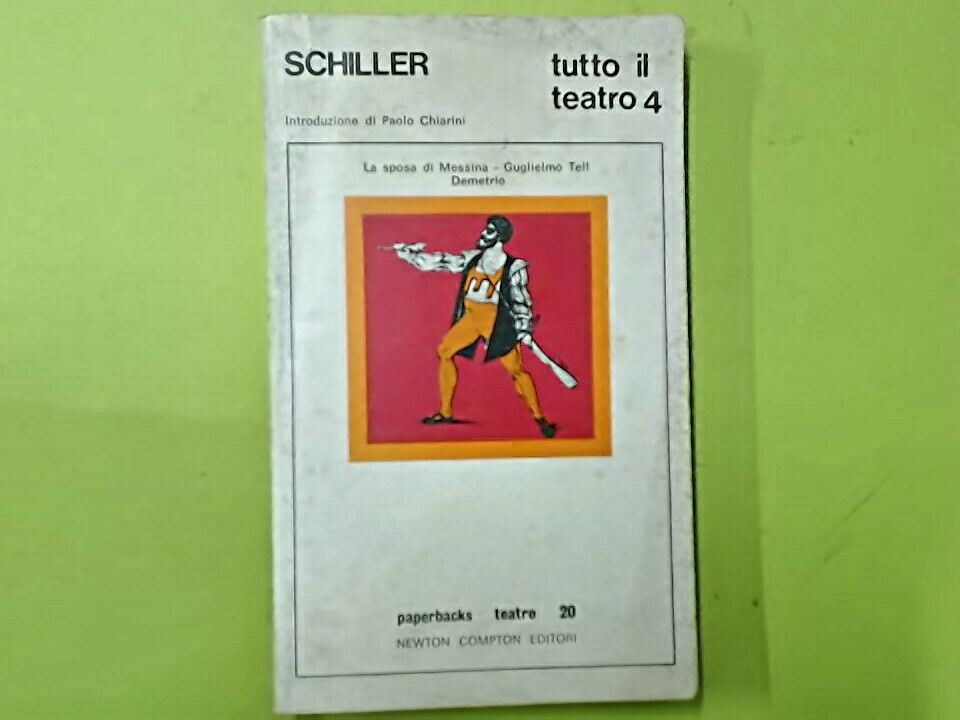 SCHILLER
tutto il
teatro 4
Introduzione di Paolo Chiarini
La sposa di Messina - Guglielmo Tell
Demetrio
paperbacks teatro 20
NEWTON COMPTON EDITORI